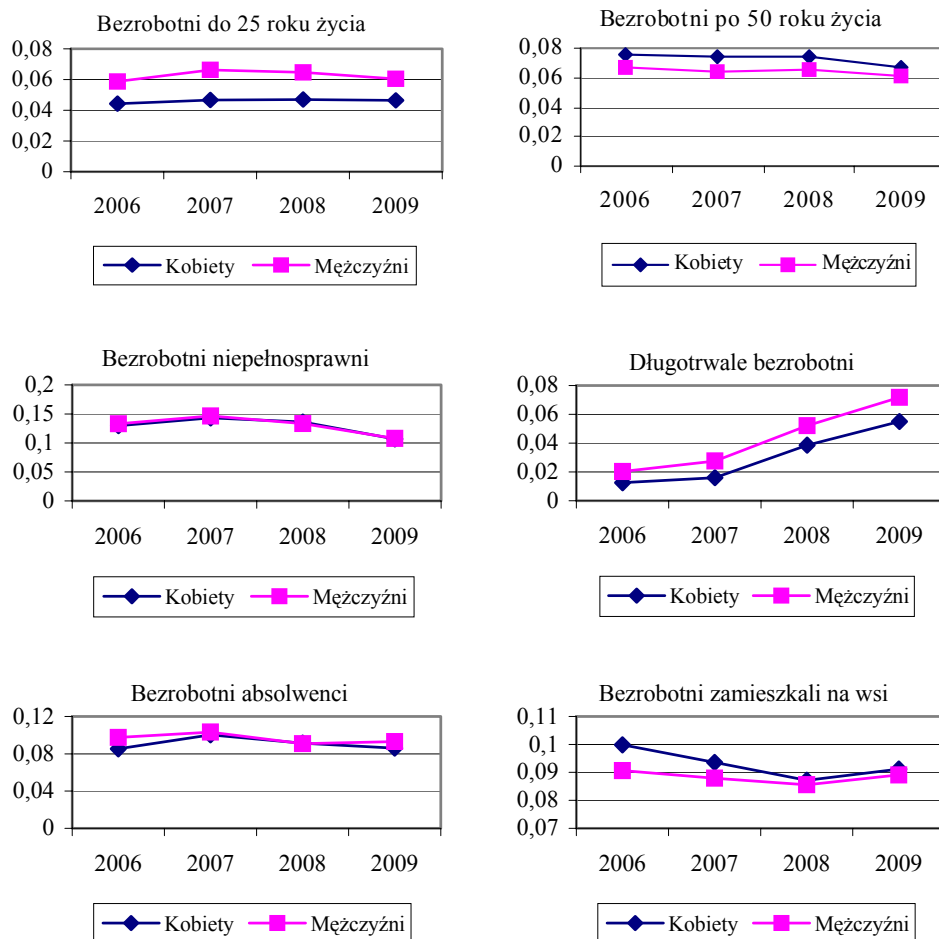 Bezrobotni do 25 roku życia
0,08
0,06
0,04
0,02
0
2006 2007 2008 2009
Kobiety Mężczyźni
Bezrobotni po 50 roku życia
0,08
0,06
0,04
0,02
0
2006 2007 2008 2009
Kobiety Mężczyźni
Bezrobotni niepełnosprawni
0,2
0,15
0,1
0,05
0
2006 2007 2008 2009
Kobiety Mężczyźni
Długotrwale bezrobotni
0,08
0,06
0,04
0,02
0
2006 2007 2008 2009
Kobiety Mężczyźni
Bezrobotni absolwenci
0,12
0,08
0,04
0
2006 2007 2008 2009
Kobiety Mężczyźni
Bezrobotni zamieszkali na wsi
0,11
0,1
0,09
0,08
0,07
2006 2007 2008 2009
Kobiety Mężczyźni